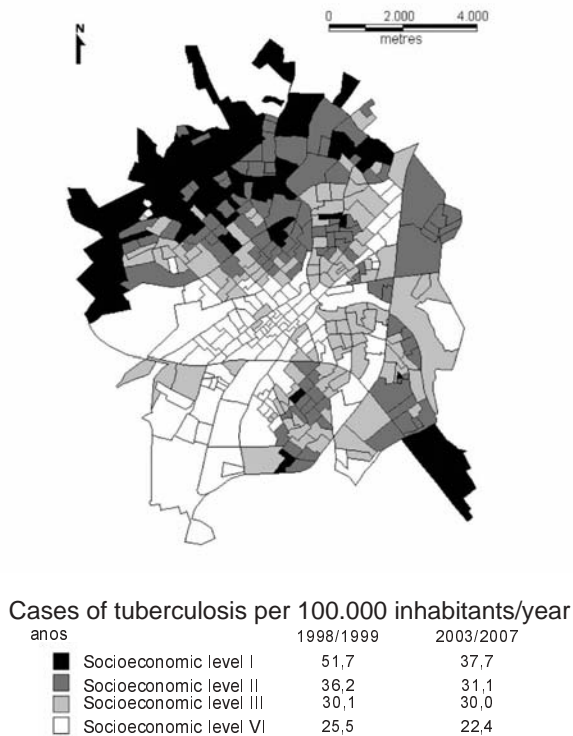 N
0 2.000 4.000
metres
Cases of tuberculosis per 100.000 inhabitants/year
anos 1998/1999 2003/2007
Socioeconomic level I 51,7 37,7
Socioeconomic level II 36,2 31,1
Socioeconomic level III 30,1 30,0
Socioeconomic level VI 25,5 22,4